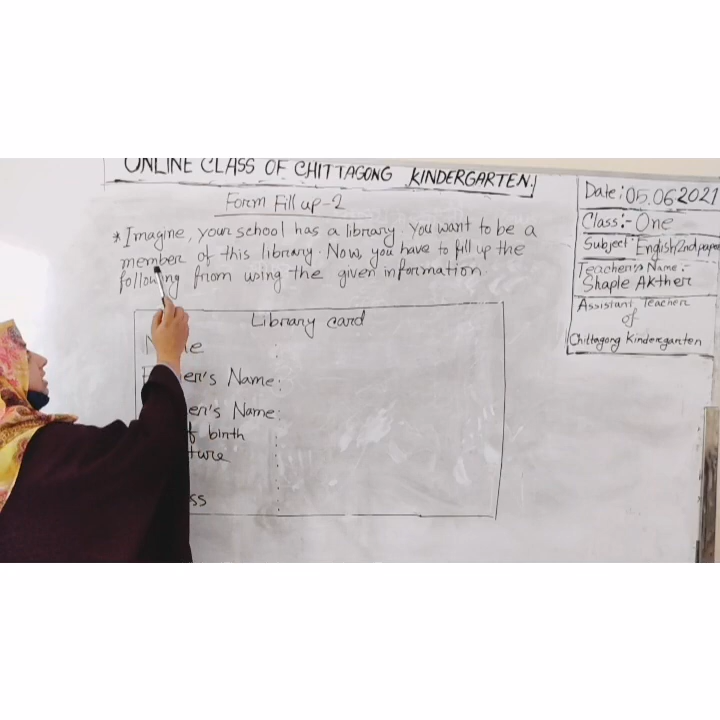 ONLINE CLASS OF CHITTAGONG KINDERGARTEN.
Form Fill up-2
* Imagine, your school has a library. You want to be a
member of this library. Now, you have to fill up the
following from using the given information.
Library card
er's Name:
er's Name:
birth
ture
ss
Date: 05.06.2021
Class:- One
Subject: English 2nd paper
Teacher's Name:-
Shaple Akther
Assistant Teacher
of
Chittagong Kindergarten